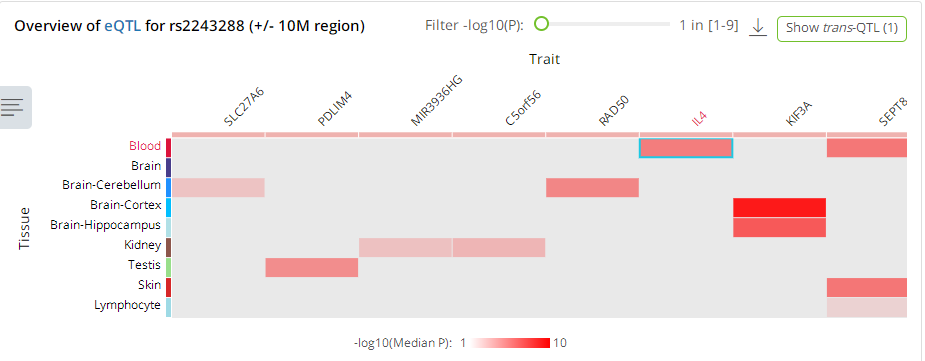 Overview of eQTL for rs2243288 (+/- 10M region)
Filter -log10(P): 1 in [1-9]
Show trans-QTL (1)
Trait
SLC27A6
PDLIM4
MIR3936HG
C5orf56
RAD50
IL4
KIF3A
SEPT8
Tissue
Blood
Brain
Brain-Cerebellum
Brain-Cortex
Brain-Hippocampus
Kidney
Testis
Skin
Lymphocyte
-log10(Median P): 1 10